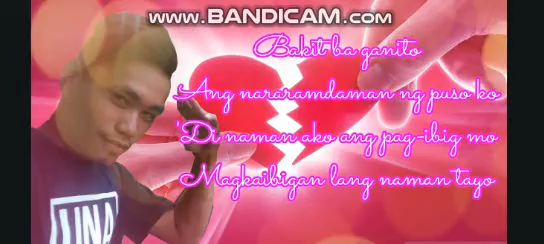 www.BANDICAM.com
Bakit ba ganito
Ang nararamdaman ng puso ko
'Di naman ako ang pag-ibig mo
Magkaibigan lang naman tayo
UNA